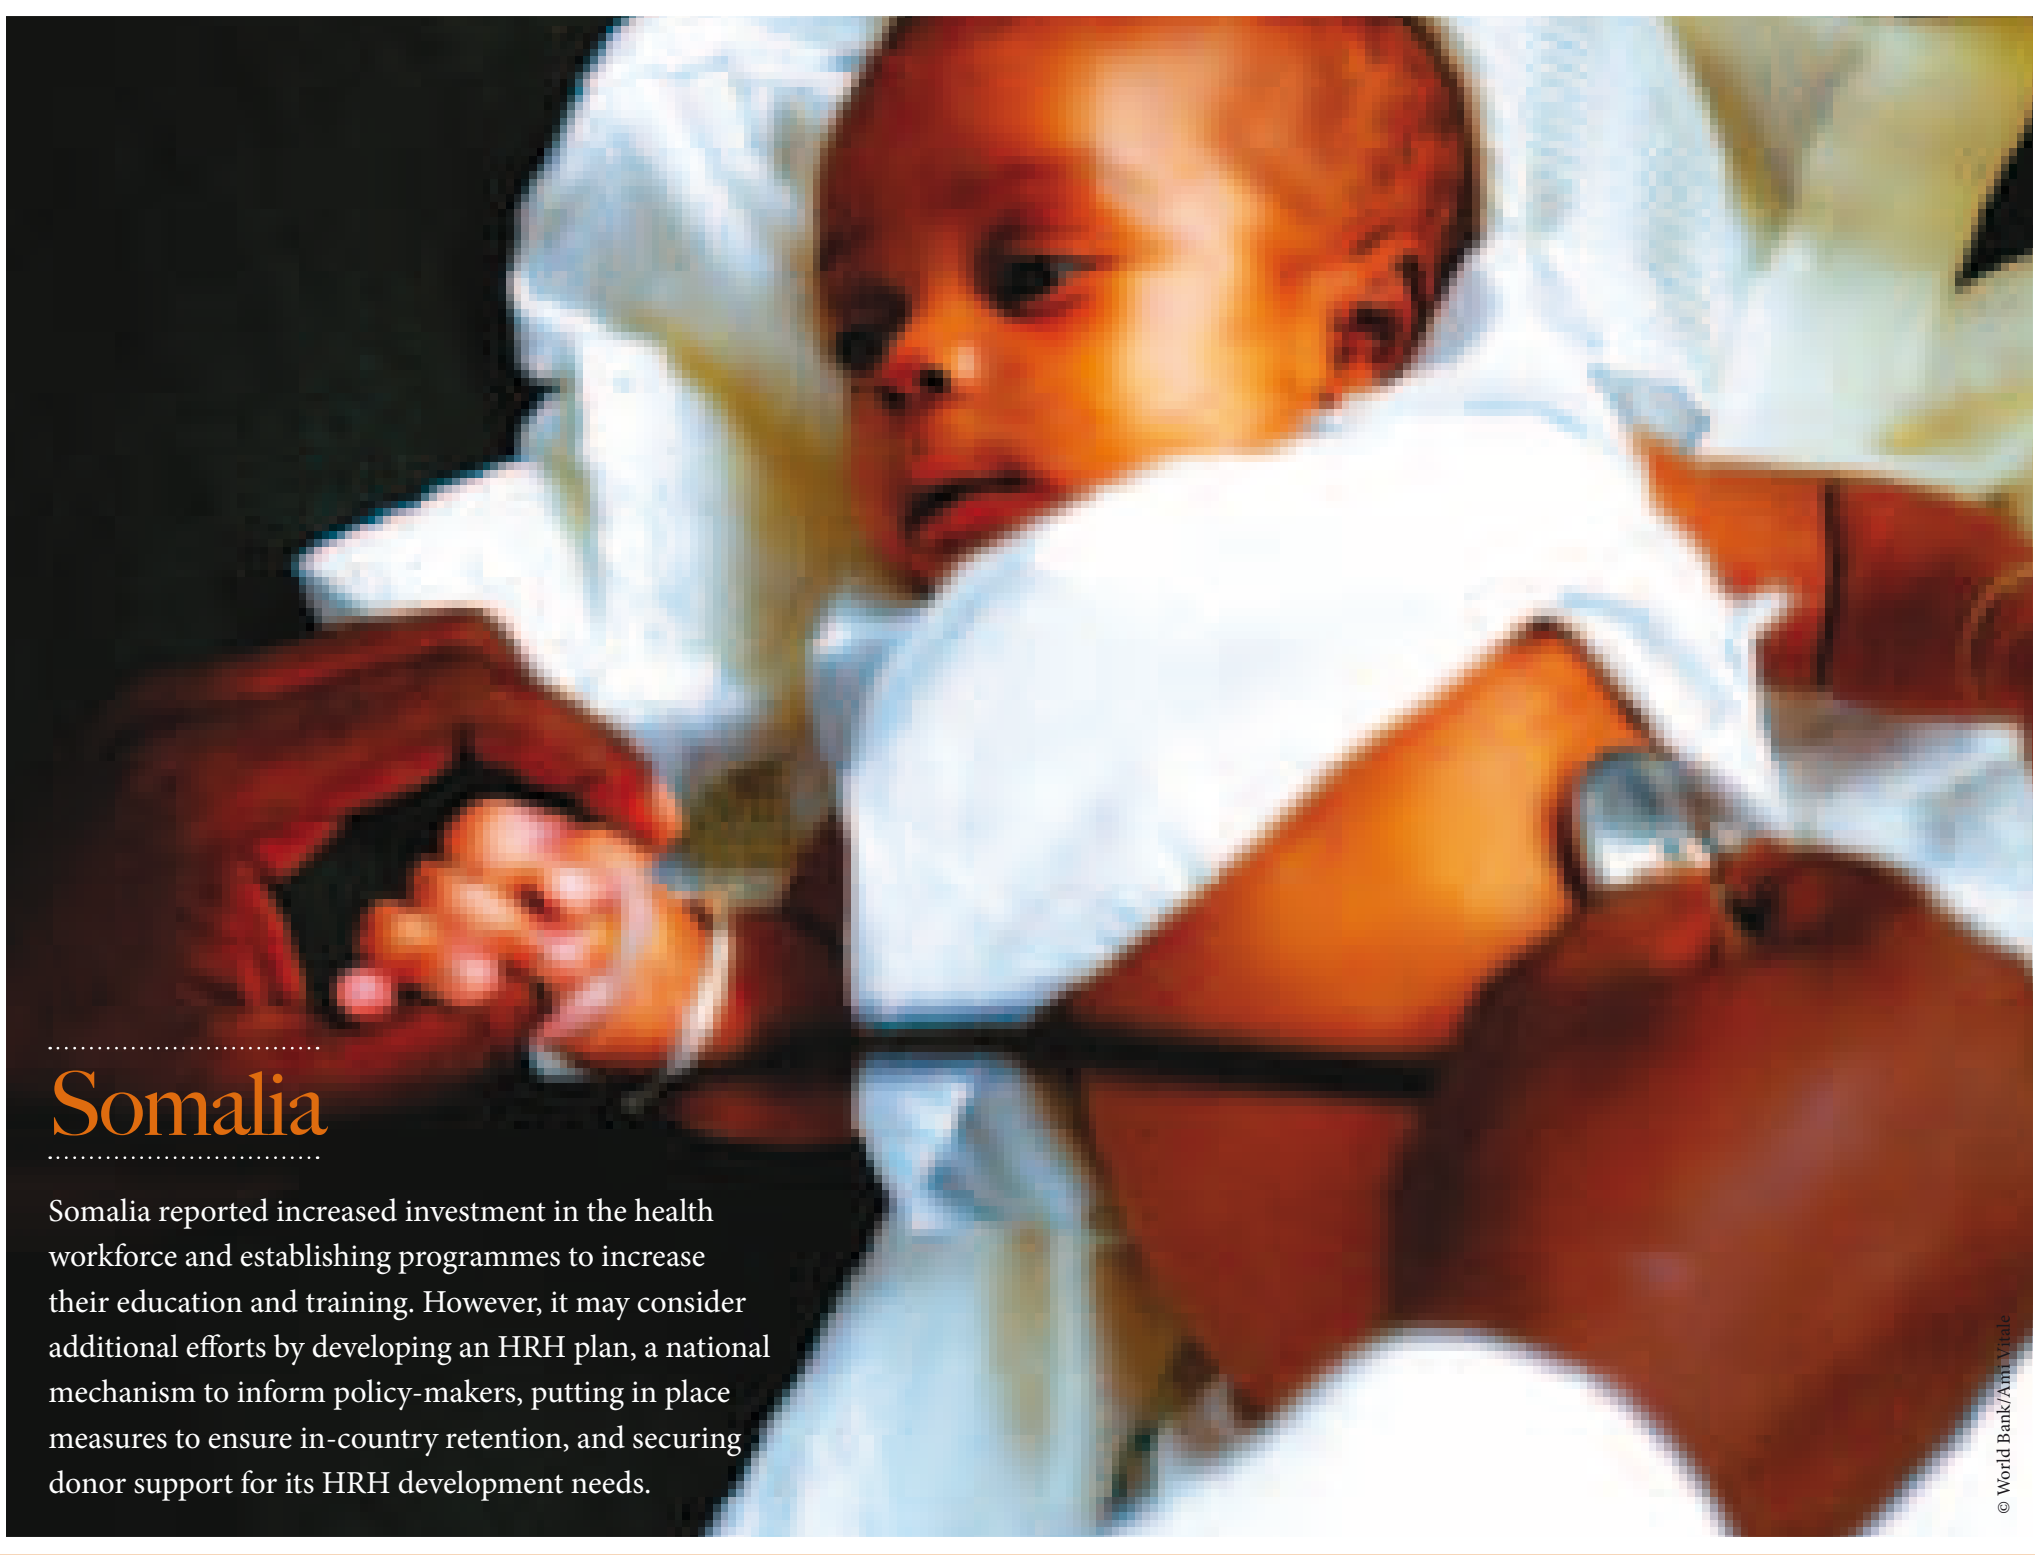 Somalia
Somalia reported increased investment in the health
workforce and establishing programmes to increase
their education and training. However, it may consider
additional efforts by developing an HRH plan, a national
mechanism to inform policy-makers, putting in place
measures to ensure in-country retention, and securing
donor support for its HRH development needs.
© World Bank/Ami Vitale